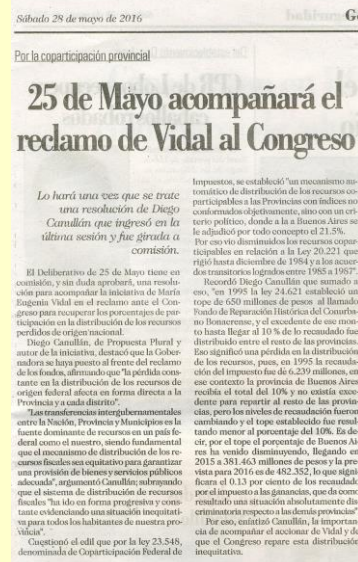 Sábado 28 de mayo de 2016
Por la coparticipación provincial
25 de Mayo acompañará el
reclamo de Vidal al Congreso
Lo hará una vez que se trate
una resolución de Diego
Canullán que ingresó en la
última sesión y fue girada a
comisión.
El Deliberativo de 25 de Mayo tiene en
comisión, y sin duda aprobará, una resolu-
ción para acompañar la iniciativa de María
Eugenia Vidal en el reclamo ante el Con-
greso para recuperar los porcentajes de par-
ticipación en la distribución de los recursos
perdidos de origen nacional.
Diego Canullán, de Propuesta Plural y
autor de la iniciativa, destacó que la Gober-
nadora se haya puesto al frente del reclamo
de los fondos, afirmando que "la pérdida cons-
tante en la distribución de los recursos de
origen federal afecta en forma directa a la
Provincia y a cada distrito".
"Las transferencias intergubernamentales
entre la Nación, Provincia y Municipios es la
fuente dominante de recursos en un país fe-
deral como el nuestro, siendo fundamental
que el mecanismo de distribución de los re-
cursos fiscales sea equitativo para garantizar
una provisión de bienes y servicios públicos
adecuada", argumentó Canullán; subrayando
que el sistema de distribución de recursos
fiscales "ha ido en forma progresiva y cons-
tante evidenciando una situación inequitati-
va para todos los habitantes de nuestra pro-
vincia".
Cuestionó el edil que por la ley 23.548,
denominada de Coparticipación Federal de
Impuestos, se estableció "un mecanismo au-
tomático de distribución de los recursos co-
participables a las Provincias con índices no
conformados objetivamente, sino con un cri-
terio político, donde a la a Buenos Aires se
le adjudicó por todo concepto el 21.5%.
Por eso vio disminuidos los recursos copar-
ticipables en relación a la Ley 20.221 que
rigió hasta diciembre de 1984 y a los acuer-
dos transitorios logrados entre 1985 a 1987".
Recordó Diego Canullán que sumado a
eso, "en 1995 la ley 24.621 estableció un
tope de 650 millones de pesos al llamado
Fondo de Reparación Histórica del Conurba-
no Bonaerense, y el excedente de ese mon-
to hasta llegar al 10 % de lo recaudado fue
distribuido entre el resto de las provincias.
Eso significó una pérdida en la distribución
de los recursos, pues, en 1995 la recauda-
ción del impuesto fue de 6.239 millones, en
ese contexto la provincia de Buenos Aires
recibía el total del 10% y no existía exce-
dente para repartir al resto de las provin-
cias, pero los niveles de recaudación fueron
cambiando y el tope establecido fue resul-
tando menor al porcentaje del 10%. Es de-
cir, por el tope el porcentaje de Buenos Ai-
res ha venido disminuyendo, llegando en
2015 a 381.463 millones de pesos y la pre-
vista para 2016 es de 482.352, lo que signi-
ficara el 0.13 por ciento de los recaudado
por el impuesto a las ganancias, que da como
resultado una situación absolutamente dis-
criminatoria respecto a las demás provincias"
Por eso, enfatizó Canullán, la importan-
cia de acompañar el accionar de Vidal y de
que el Congreso repare esta distribución
inequitativa.